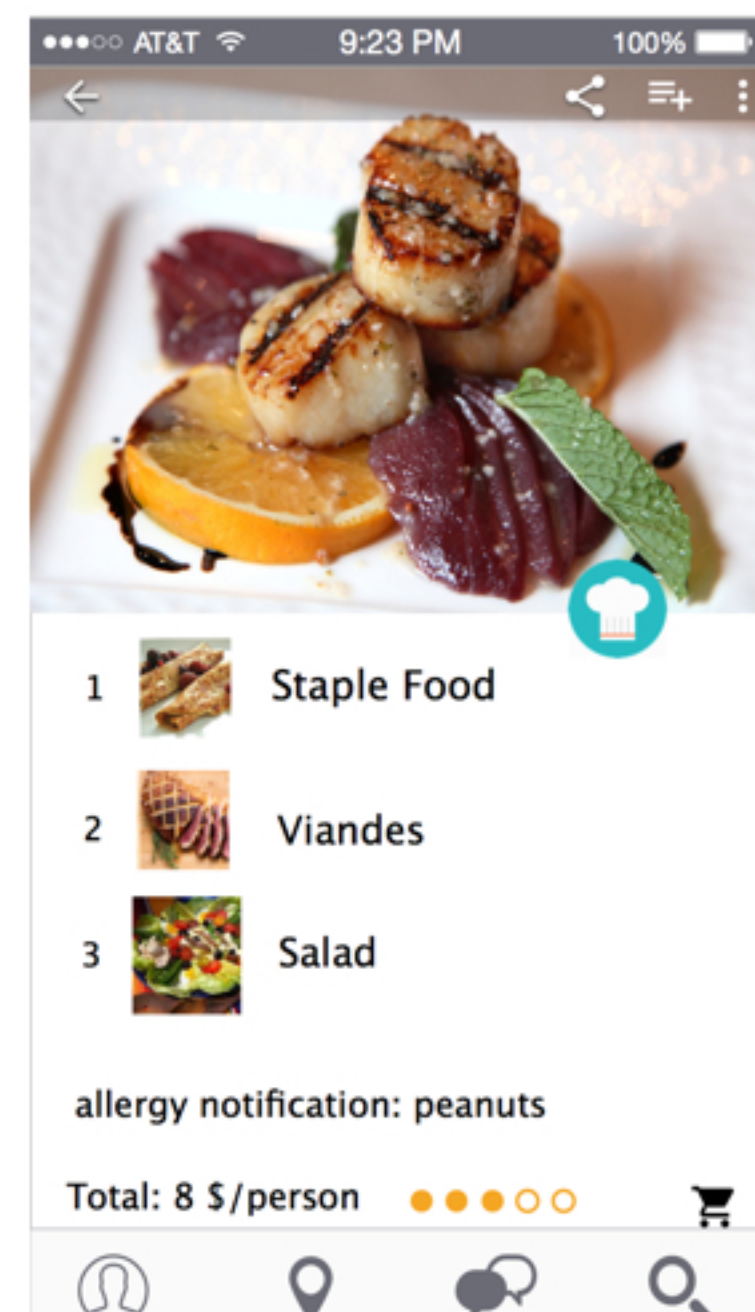 AT&T 9:23 PM 100%
1 Staple Food
2 Viandes
3 Salad
allergy notification: peanuts
Total: 8 $/person